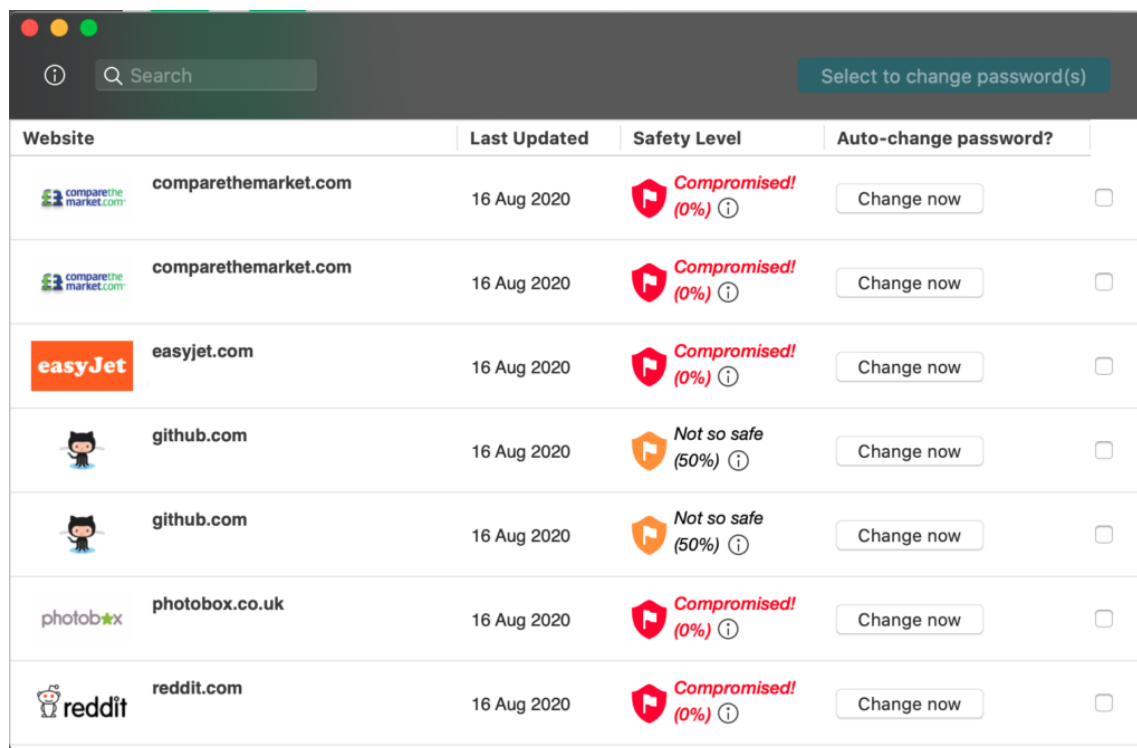 Search
Select to change password(s)
Website Last Updated Safety Level Auto-change password?
comparethemarket.com
comparethe
market.com
16 Aug 2020
Compromised!
(0%)
Change now
comparethemarket.com
comparethe
market.com
16 Aug 2020
Compromised!
(0%)
Change now
easyjet.com
easyJet
16 Aug 2020
Compromised!
(0%)
Change now
github.com
16 Aug 2020
Not so safe
(50%)
Change now
github.com
16 Aug 2020
Not so safe
(50%)
Change now
photobox.co.uk
photobox
16 Aug 2020
Compromised!
(0%)
Change now
reddit.com
reddit
16 Aug 2020
Compromised!
(0%)
Change now